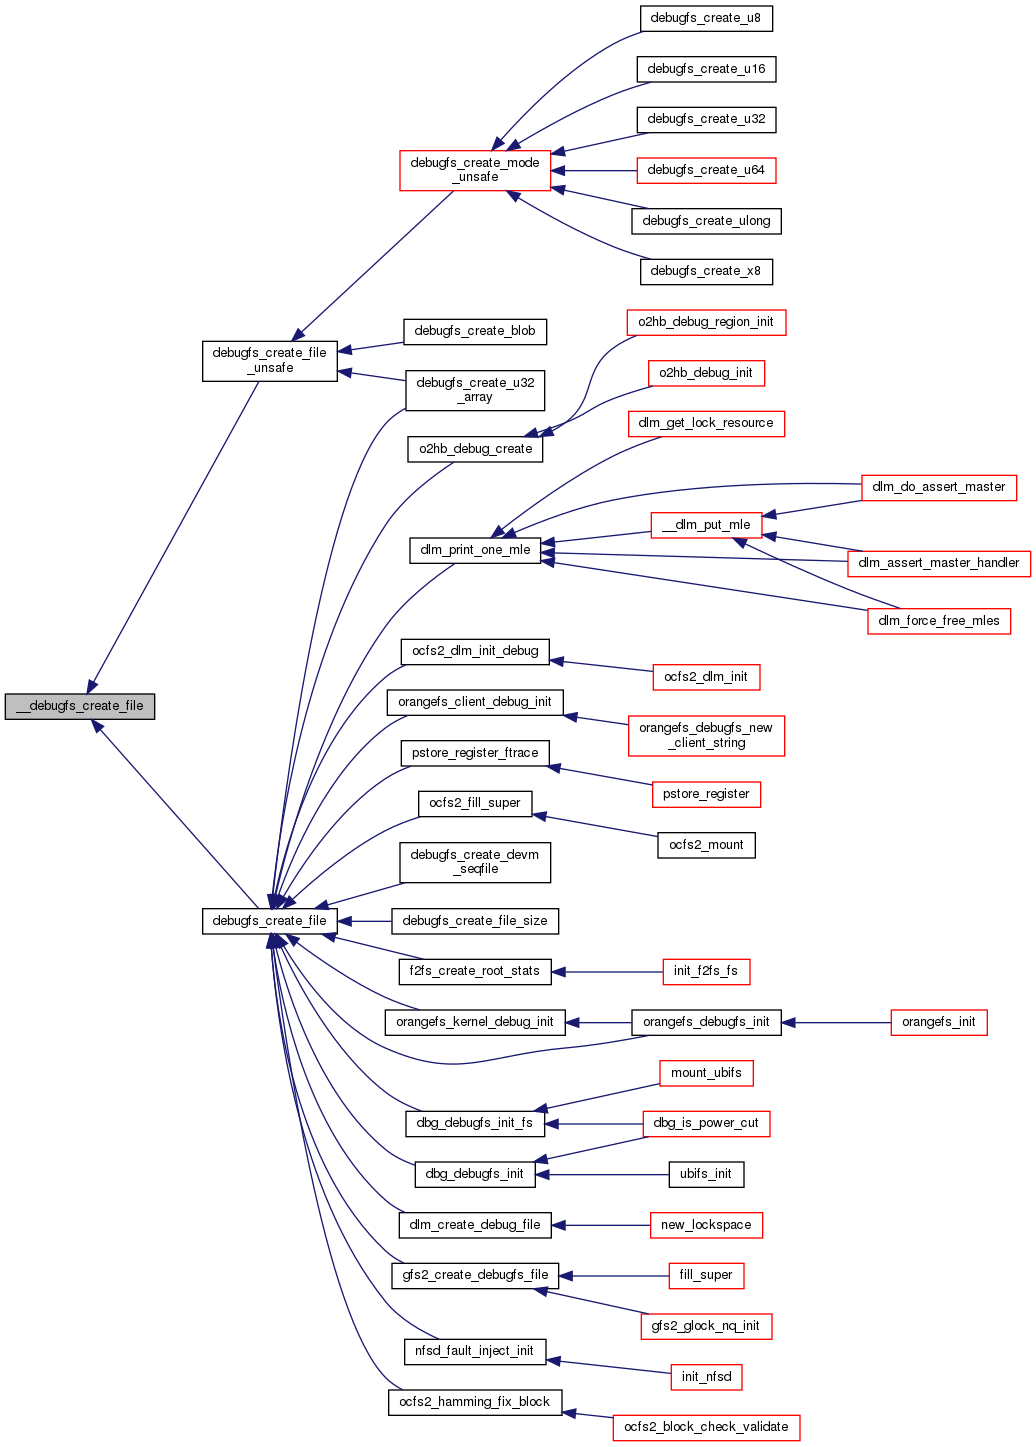 debugfs_create_u8
debugfs_create_u16
debugfs_create_u32
debugfs_create_mode
_unsafe
debugfs_create_u64
debugfs_create_ulong
debugfs_create_x8
o2hb_debug_region_init
debugfs_create_blob
debugfs_create_file
_unsafe
o2hb_debug_init
debugfs_create_u32
_array
dlm_get_lock_resource
o2hb_debug_create
dlm_do_assert_master
__dlm_put_mle
dlm_print_one_mle
dlm_assert_master_handler
dlm_force_free_mles
ocfs2_dlm_init_debug
ocfs2_dlm_init
orangefs_client_debug_init
__debugfs_create_file
orangefs_debugfs_new
_client_string
pstore_register_ftrace
pstore_register
ocfs2_fill_super
ocfs2_mount
debugfs_create_devm
_seqfile
debugfs_create_file
debugfs_create_file_size
f2fs_create_root_stats
init_f2fs_fs
orangefs_kernel_debug_init
orangefs_debugfs_init
orangefs_init
mount_ubifs
dbg_debugfs_init_fs
dbg_is_power_cut
dbg_debugfs_init
ubifs_init
dlm_create_debug_file
new_lockspace
gfs2_create_debugfs_file
fill_super
gfs2_glock_nq_init
nfsd_fault_inject_init
init_nfsd
ocfs2_hamming_fix_block
ocfs2_block_check_validate